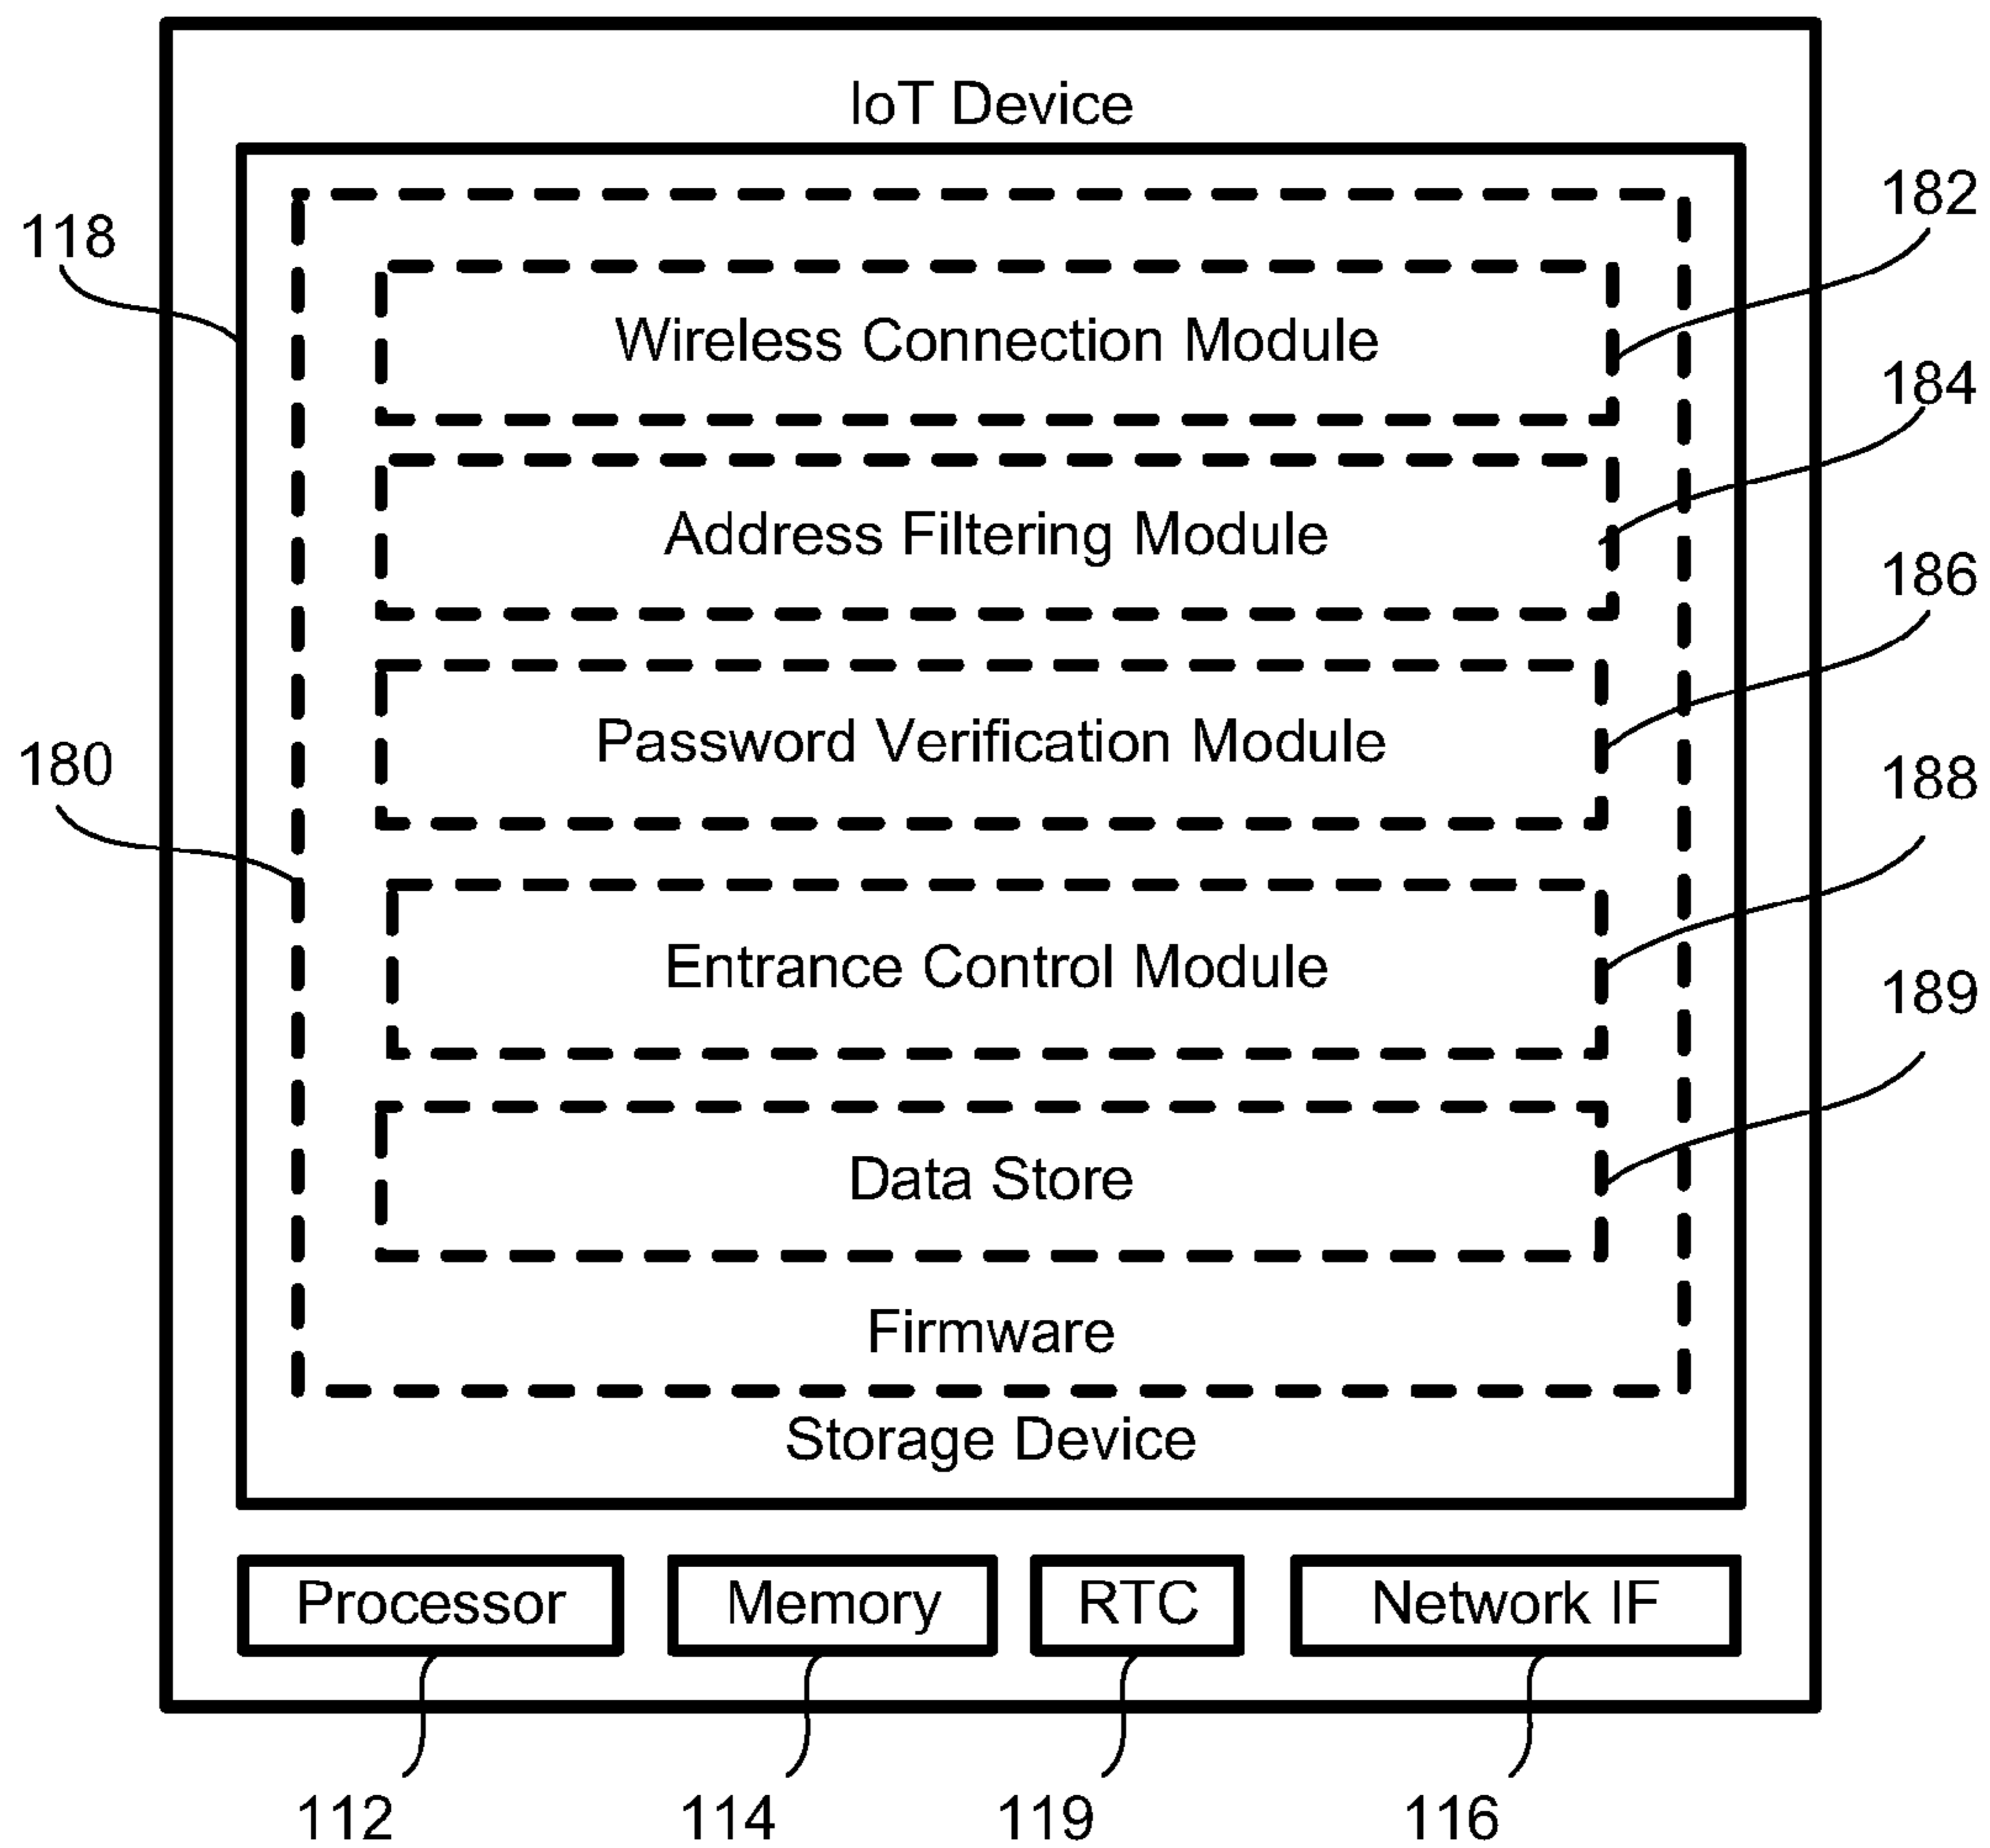 IoT Device
118
182
Wireless Connection Module
184
Address Filtering Module
186
Password Verification Module
180
188
Entrance Control Module
189
Data Store
Firmware
Storage Device
Processor
Memory
RTC
Network IF
112
114
119
116